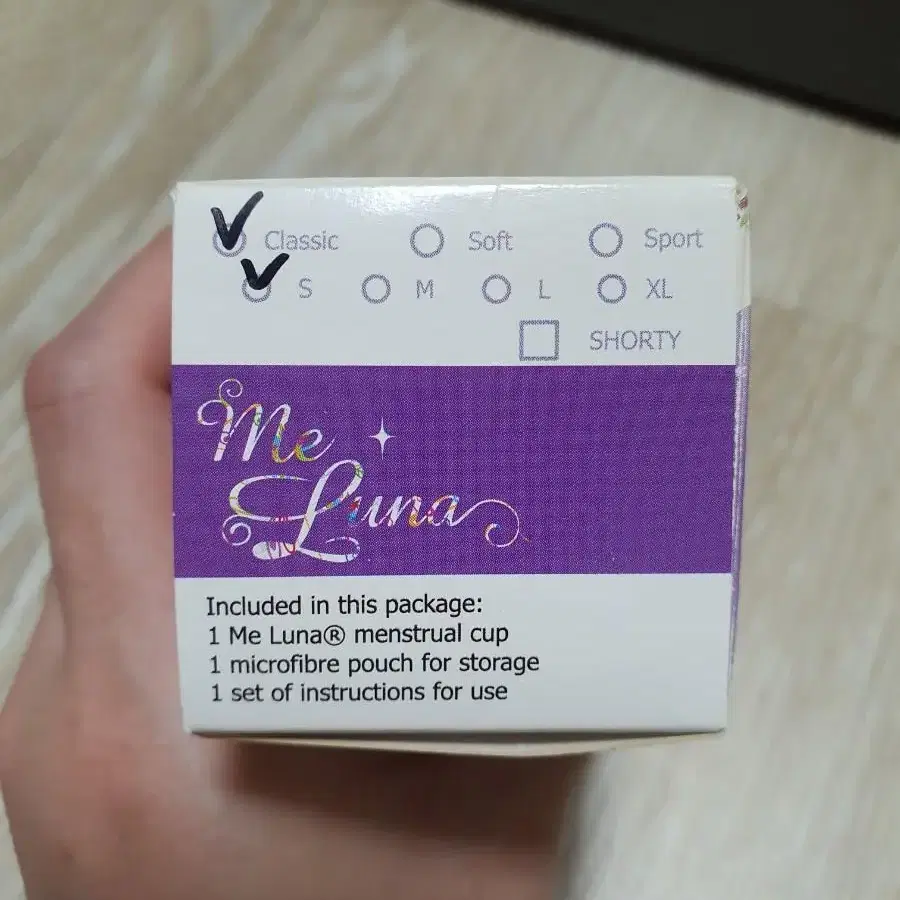 Classic Soft Sport
S M L XL
SHORTY
Me
Luna
Included in this package:
1 Me Luna® menstrual cup
1 microfibre pouch for storage
1 set of instructions for use